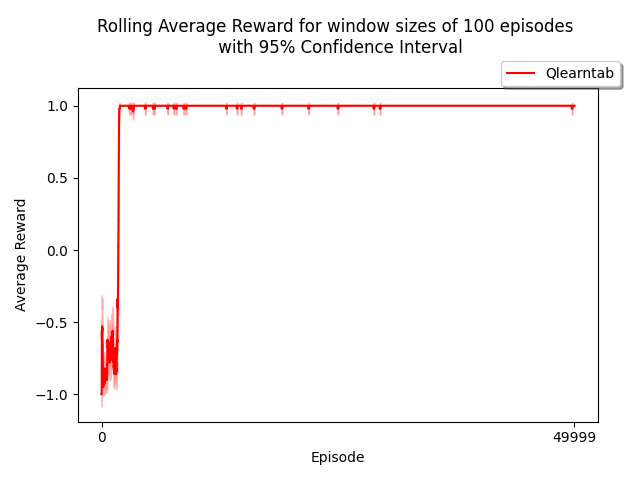 Rolling Average Reward for window sizes of 100 episodes
with 95% Confidence Interval
Qlearntab
1.0
0.5
0.0
−0.5
−1.0
Average Reward
0
49999
Episode